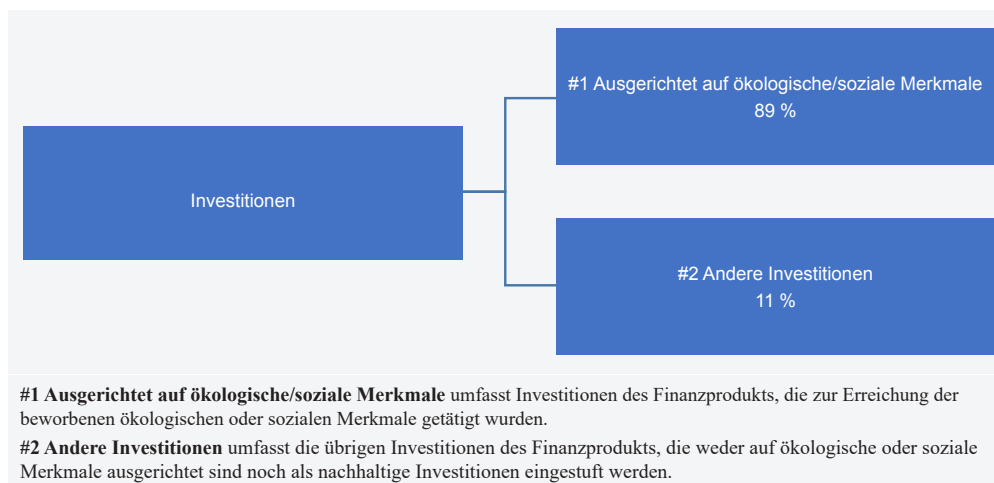 #1 Ausgerichtet auf ökologische/soziale Merkmale
89 %
Investitionen
#2 Andere Investitionen
11 %
#1 Ausgerichtet auf ökologische/soziale Merkmale umfasst Investitionen des Finanzprodukts, die zur Erreichung der
beworbenen ökologischen oder sozialen Merkmale getätigt wurden.
#2 Andere Investitionen umfasst die übrigen Investitionen des Finanzprodukts, die weder auf ökologische oder soziale
Merkmale ausgerichtet sind noch als nachhaltige Investitionen eingestuft werden.